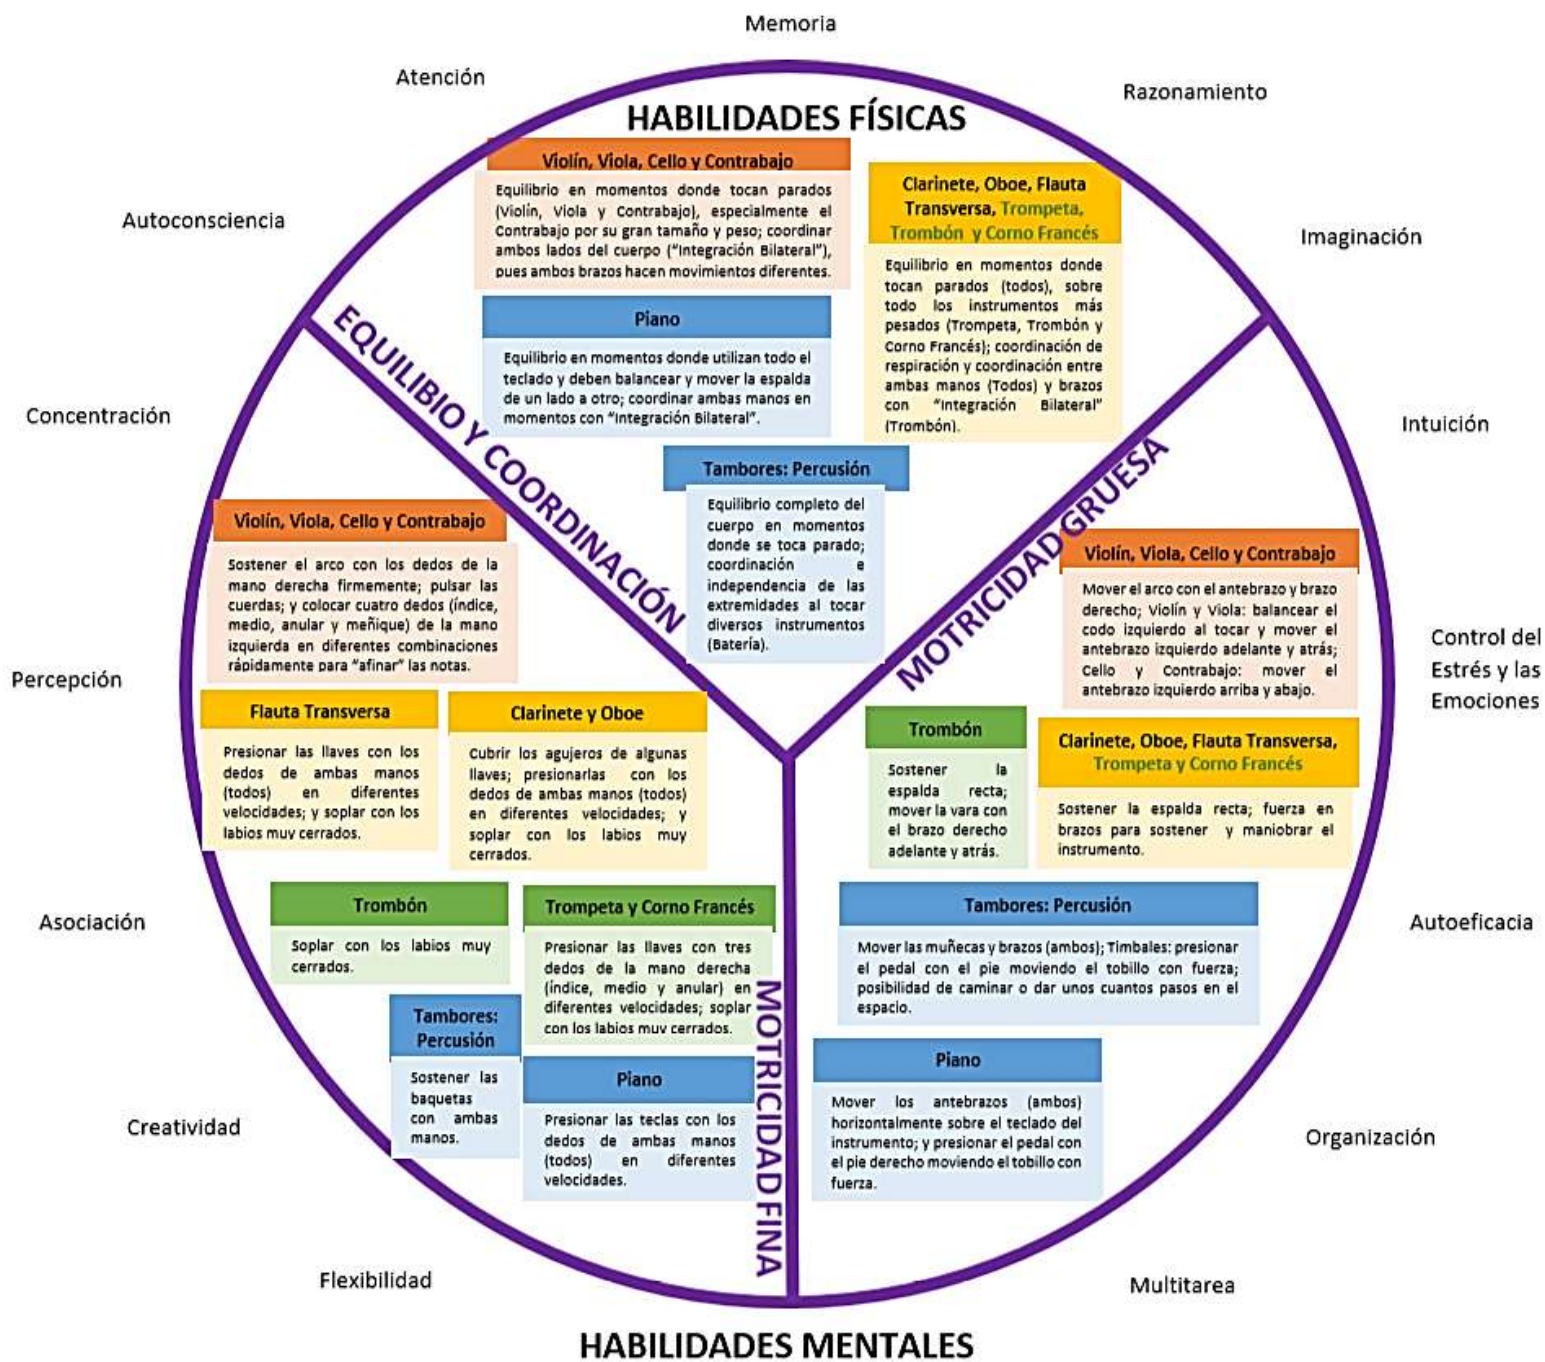 Memoria
Atención
Razonamiento
Autoconsciencia
Imaginación
Concentración
Intuición
Percepción
Control del
Estrés y las
Emociones
Asociación
Autoeficacia
Creatividad
Organización
Flexibilidad
Multitarea
HABILIDADES FÍSICAS
Violín, Viola, Cello y Contrabajo
Equilibrio en momentos donde tocan parados
(Violín, Viola y Contrabajo), especialmente el
Contrabajo por su gran tamaño y peso; coordinar
ambos lados del cuerpo (“Integración Bilateral”),
pues ambos brazos hacen movimientos diferentes.
Clarinete, Oboe, Flauta
Transversa, Trompeta,
Trombón y Corno Francés
Equilibrio en momentos donde
tocan parados (todos), sobre
todo los instrumentos más
pesados (Trompeta, Trombón y
Corno Francés); coordinación de
respiración y coordinación entre
ambas manos (Todos) y brazos
con “Integración Bilateral”
(Trombón).
Piano
Equilibrio en momentos donde utilizan todo el
teclado y deben balancear y mover la espalda
de un lado a otro; coordinar ambas manos en
momentos con “Integración Bilateral”.
Tambores: Percusión
Equilibrio completo del
cuerpo en momentos
donde se toca parado;
coordinación e
independencia de las
extremidades al tocar
diversos instrumentos
(Batería).
EQUILIBIO Y COORDINACIÓN
MOTRICIDAD GRUESA
Violín, Viola, Cello y Contrabajo
Sostener el arco con los dedos de la
mano derecha firmemente; pulsar las
cuerdas; y colocar cuatro dedos (índice,
medio, anular y meñique) de la mano
izquierda en diferentes combinaciones
rápidamente para “afinar” las notas.
Flauta Transversa
Presionar las llaves con los
dedos de ambas manos
(todos) en diferentes
velocidades; y soplar con los
labios muy cerrados.
Clarinete y Oboe
Cubrir los agujeros de algunas
llaves; presionarlas con los
dedos de ambas manos (todos)
en diferentes velocidades; y
soplar con los labios muy
cerrados.
Trombón
Soplar con los labios muy
cerrados.
Trompeta y Corno Francés
Presionar las llaves con tres
dedos de la mano derecha
(índice, medio y anular) en
diferentes velocidades; soplar
con los labios muy cerrados.
Tambores:
Percusión
Sostener las
baquetas
con ambas
manos.
Piano
Presionar las teclas con los
dedos de ambas manos
(todos) en diferentes
velocidades.
MOTRICIDAD FINA
Violín, Viola, Cello y Contrabajo
Mover el arco con el antebrazo y brazo
derecho; Violín y Viola: balancear el
codo izquierdo al tocar y mover el
antebrazo izquierdo adelante y atrás;
Cello y Contrabajo: mover el
antebrazo izquierdo arriba y abajo.
Trombón
Sostener la
espalda recta;
mover la vara con
el brazo derecho
adelante y atrás.
Clarinete, Oboe, Flauta Transversa,
Trompeta y Corno Francés
Sostener la espalda recta; fuerza en
brazos para sostener y maniobrar el
instrumento.
Tambores: Percusión
Mover las muñecas y brazos (ambos); Timbales: presionar
el pedal con el pie moviendo el tobillo con fuerza;
posibilidad de caminar o dar unos cuantos pasos en el
espacio.
Piano
Mover los antebrazos (ambos)
horizontalmente sobre el teclado del
instrumento; y presionar el pedal con
el pie derecho moviendo el tobillo con
fuerza.
HABILIDADES MENTALES